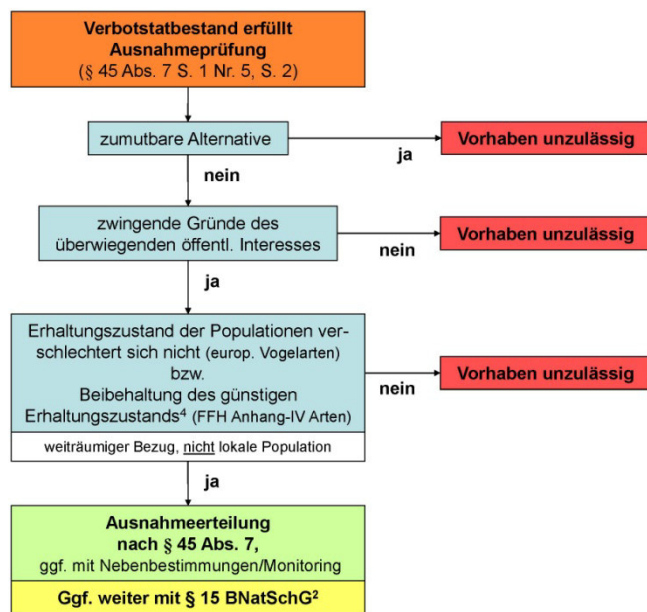 Verbotstatbestand erfüllt
Ausnahmeprüfung
(§ 45 Abs. 7 S. 1 Nr. 5, S. 2)
zumutbare Alternative
ja
Vorhaben unzulässig
nein
zwingende Gründe des
überwiegenden öffentl. Interesses
nein
Vorhaben unzulässig
ja
Erhaltungszustand der Populationen ver-
schlechtert sich nicht (europ. Vogelarten)
bzw.
Beibehaltung des günstigen
Erhaltungszustands⁴ (FFH Anhang-IV Arten)
nein
Vorhaben unzulässig
weiträumiger Bezug, nicht lokale Population
ja
Ausnahmeerteilung
nach § 45 Abs. 7,
ggf. mit Nebenbestimmungen/Monitoring
Ggf. weiter mit § 15 BNatSchG²